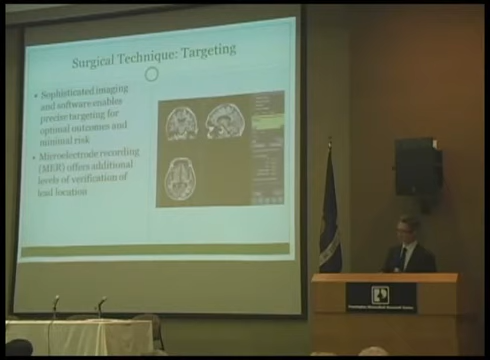 Surgical Technique: Targeting
• Sophisticated imaging
and software enables
precise targeting for
optimal outcomes and
minimal risk
• Microelectrode recording
(MER) offers additional
levels of verification of
lead location